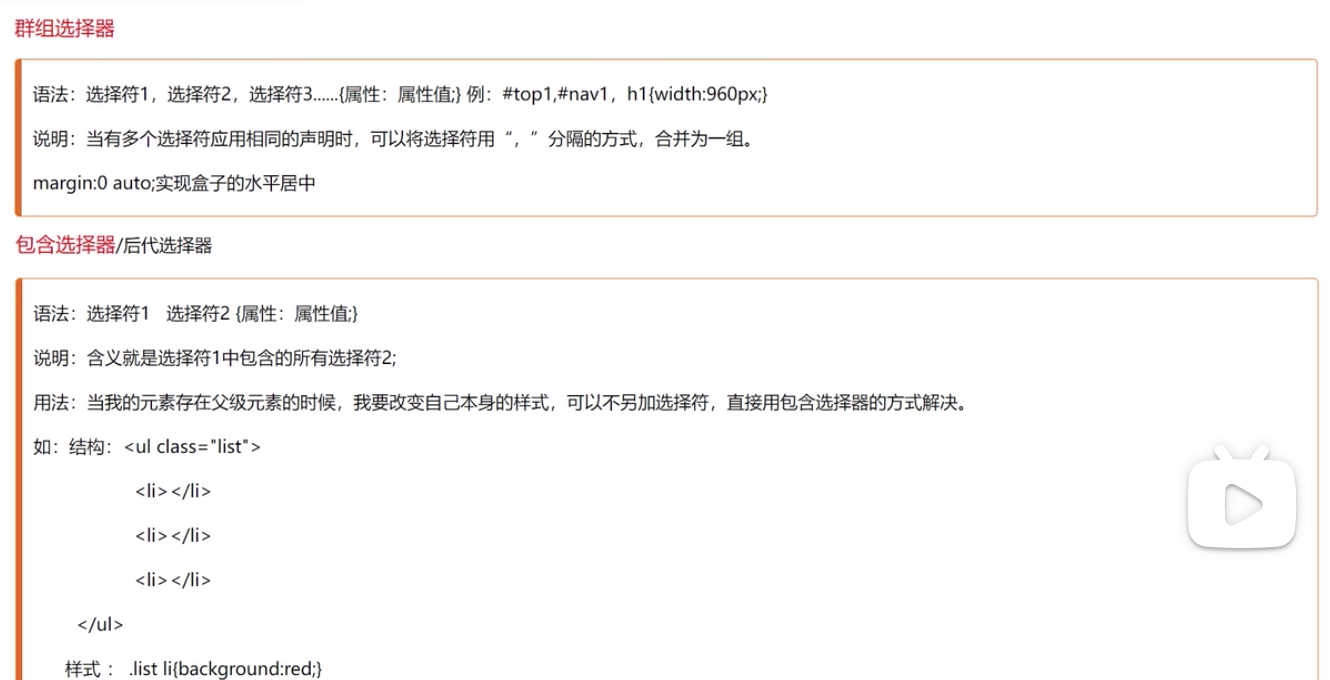 群组选择器
语法：选择符1，选择符2，选择符3......{属性：属性值;} 例：#top1,#nav1，h1{width:960px;}
说明：当有多个选择符应用相同的声明时，可以将选择符用“，”分隔的方式，合并为一组。
margin:0 auto;实现盒子的水平居中
包含选择器/后代选择器
语法：选择符1 选择符2 {属性：属性值;}
说明：含义就是选择符1中包含的所有选择符2;
用法：当我的元素存在父级元素的时候，我要改变自己本身的样式，可以不另加选择符，直接用包含选择器的方式解决。
如：结构：<ul class="list">
<li></li>
<li></li>
<li></li>
</ul>
样式： .list li{background:red;}